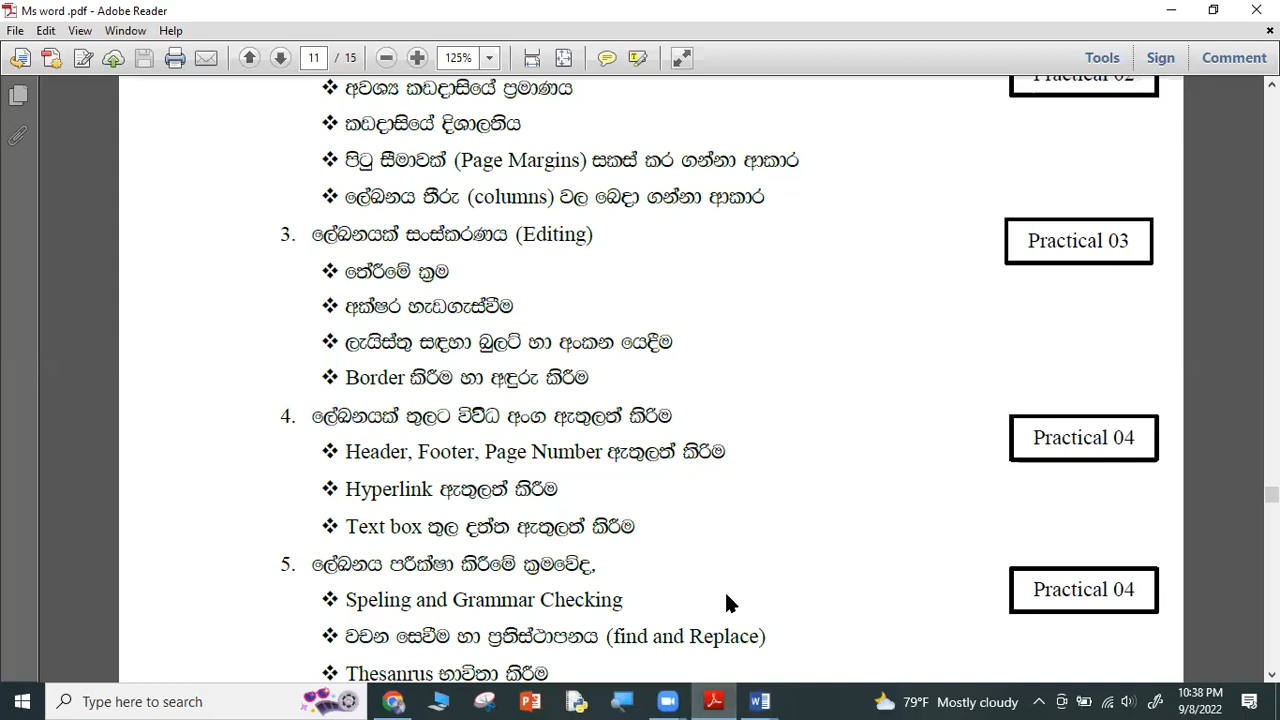 Ms word .pdf - Adobe Reader
File Edit View Window Help
11 / 15 125% Tools Sign Comment
Practical 02
❖ අවශ්‍ය කඩදාසියේ ප්‍රමාණය
❖ කඩදාසියේ දිශාලතිය
❖ පිටු සීමාවක් (Page Margins) සකස් කර ගන්නා ආකාර
❖ ලේඛනය තීරු (columns) වල බෙදා ගන්නා ආකාර
3. ලේඛනයක් සංස්කරණය (Editing) Practical 03
❖ තේරීමේ ක්‍රම
❖ අක්ෂර හැඩගැස්වීම
❖ ලැයිස්තු සඳහා බුලට් හා අංකන යෙදීම
❖ Border කිරීම හා අඳුරු කිරීම
4. ලේඛනයක් තුලට විවිධ අංග ඇතුලත් කිරීම Practical 04
❖ Header, Footer, Page Number ඇතුලත් කිරීම
❖ Hyperlink ඇතුලත් කිරීම
❖ Text box තුල දත්ත ඇතුලත් කිරීම
5. ලේඛනය පරීක්ෂා කිරීමේ ක්‍රමවේද, Practical 04
❖ Speling and Grammar Checking
❖ වචන සෙවීම හා ප්‍රතිස්ථාපනය (find and Replace)
❖ Thesanrus භාවිතා කිරීම
Type here to search 79°F Mostly cloudy 10:38 PM
9/8/2022